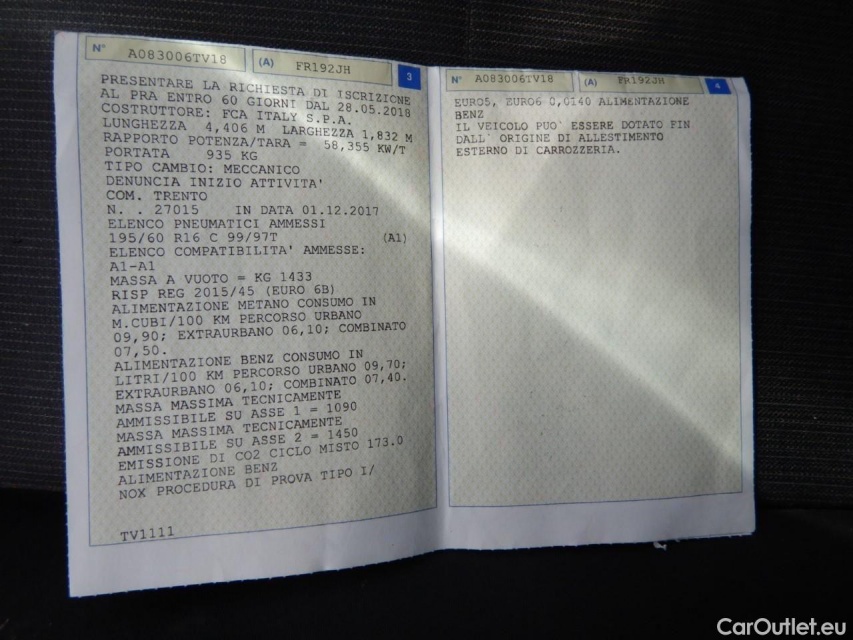 N° A083006TV18 (A) FR192JH 3
PRESENTARE LA RICHIESTA DI ISCRIZIONE
AL PRA ENTRO 60 GIORNI DAL 28.05.2018
COSTRUTTORE: FCA ITALY S.P.A.
LUNGHEZZA 4,406 M LARGHEZZA 1,832 M
RAPPORTO POTENZA/TARA = 58,355 KW/T
PORTATA 935 KG
TIPO CAMBIO: MECCANICO
DENUNCIA INIZIO ATTIVITA'
COM. TRENTO
N. . 27015 IN DATA 01.12.2017
ELENCO PNEUMATICI AMMESSI
195/60 R16 C 99/97T (A1)
ELENCO COMPATIBILITA' AMMESSE:
A1-A1
MASSA A VUOTO = KG 1433
RISP REG 2015/45 (EURO 6B)
ALIMENTAZIONE METANO CONSUMO IN
M.CUBI/100 KM PERCORSO URBANO
09,90; EXTRAURBANO 06,10; COMBINATO
07,50.
ALIMENTAZIONE BENZ CONSUMO IN
LITRI/100 KM PERCORSO URBANO 09,70;
EXTRAURBANO 06,10; COMBINATO 07,40.
MASSA MASSIMA TECNICAMENTE
AMMISSIBILE SU ASSE 1 = 1090
MASSA MASSIMA TECNICAMENTE
AMMISSIBILE SU ASSE 2 = 1450
EMISSIONE DI CO2 CICLO MISTO 173.0
ALIMENTAZIONE BENZ
NOX PROCEDURA DI PROVA TIPO I/
TV1111
N° A083006TV18 (A) FR192JH 4
EURO5, EURO6 0,0140 ALIMENTAZIONE
BENZ
IL VEICOLO PUO' ESSERE DOTATO FIN
DALL' ORIGINE DI ALLESTIMENTO
ESTERNO DI CARROZZERIA.
CarOutlet.eu